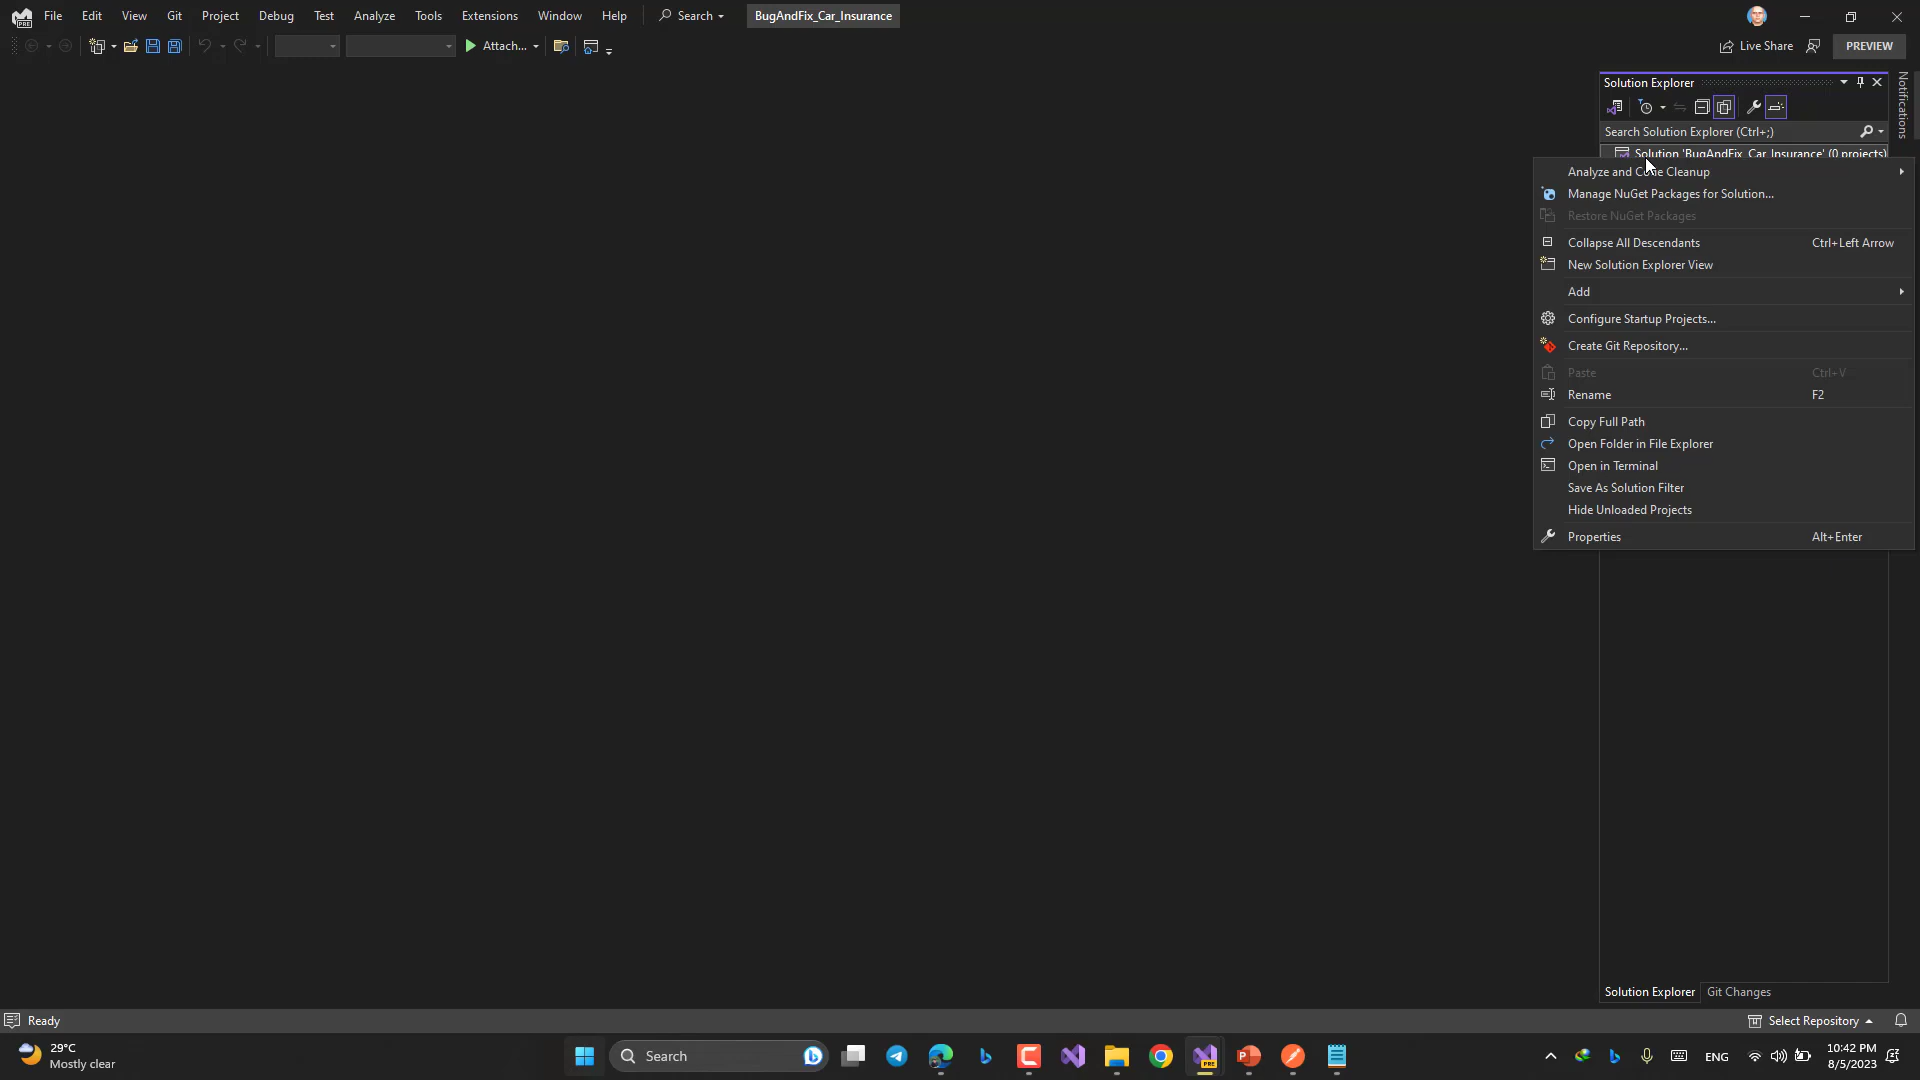 File Edit View Git Project Debug Test Analyze Tools Extensions Window Help Search BugAndFix_Car_Insurance
Attach... Live Share PREVIEW
Solution Explorer
Notifications
Search Solution Explorer (Ctrl+;)
Solution 'BugAndFix_Car_Insurance' (0 projects)
Analyze and Code Cleanup
Manage NuGet Packages for Solution...
Restore NuGet Packages
Collapse All Descendants Ctrl+Left Arrow
New Solution Explorer View
Add
Configure Startup Projects...
Create Git Repository...
Paste Ctrl+V
Rename F2
Copy Full Path
Open Folder in File Explorer
Open in Terminal
Save As Solution Filter
Hide Unloaded Projects
Properties Alt+Enter
Solution Explorer Git Changes
Ready Select Repository
29°C
Mostly clear
Search
PRE
ENG
10:42 PM
8/5/2023